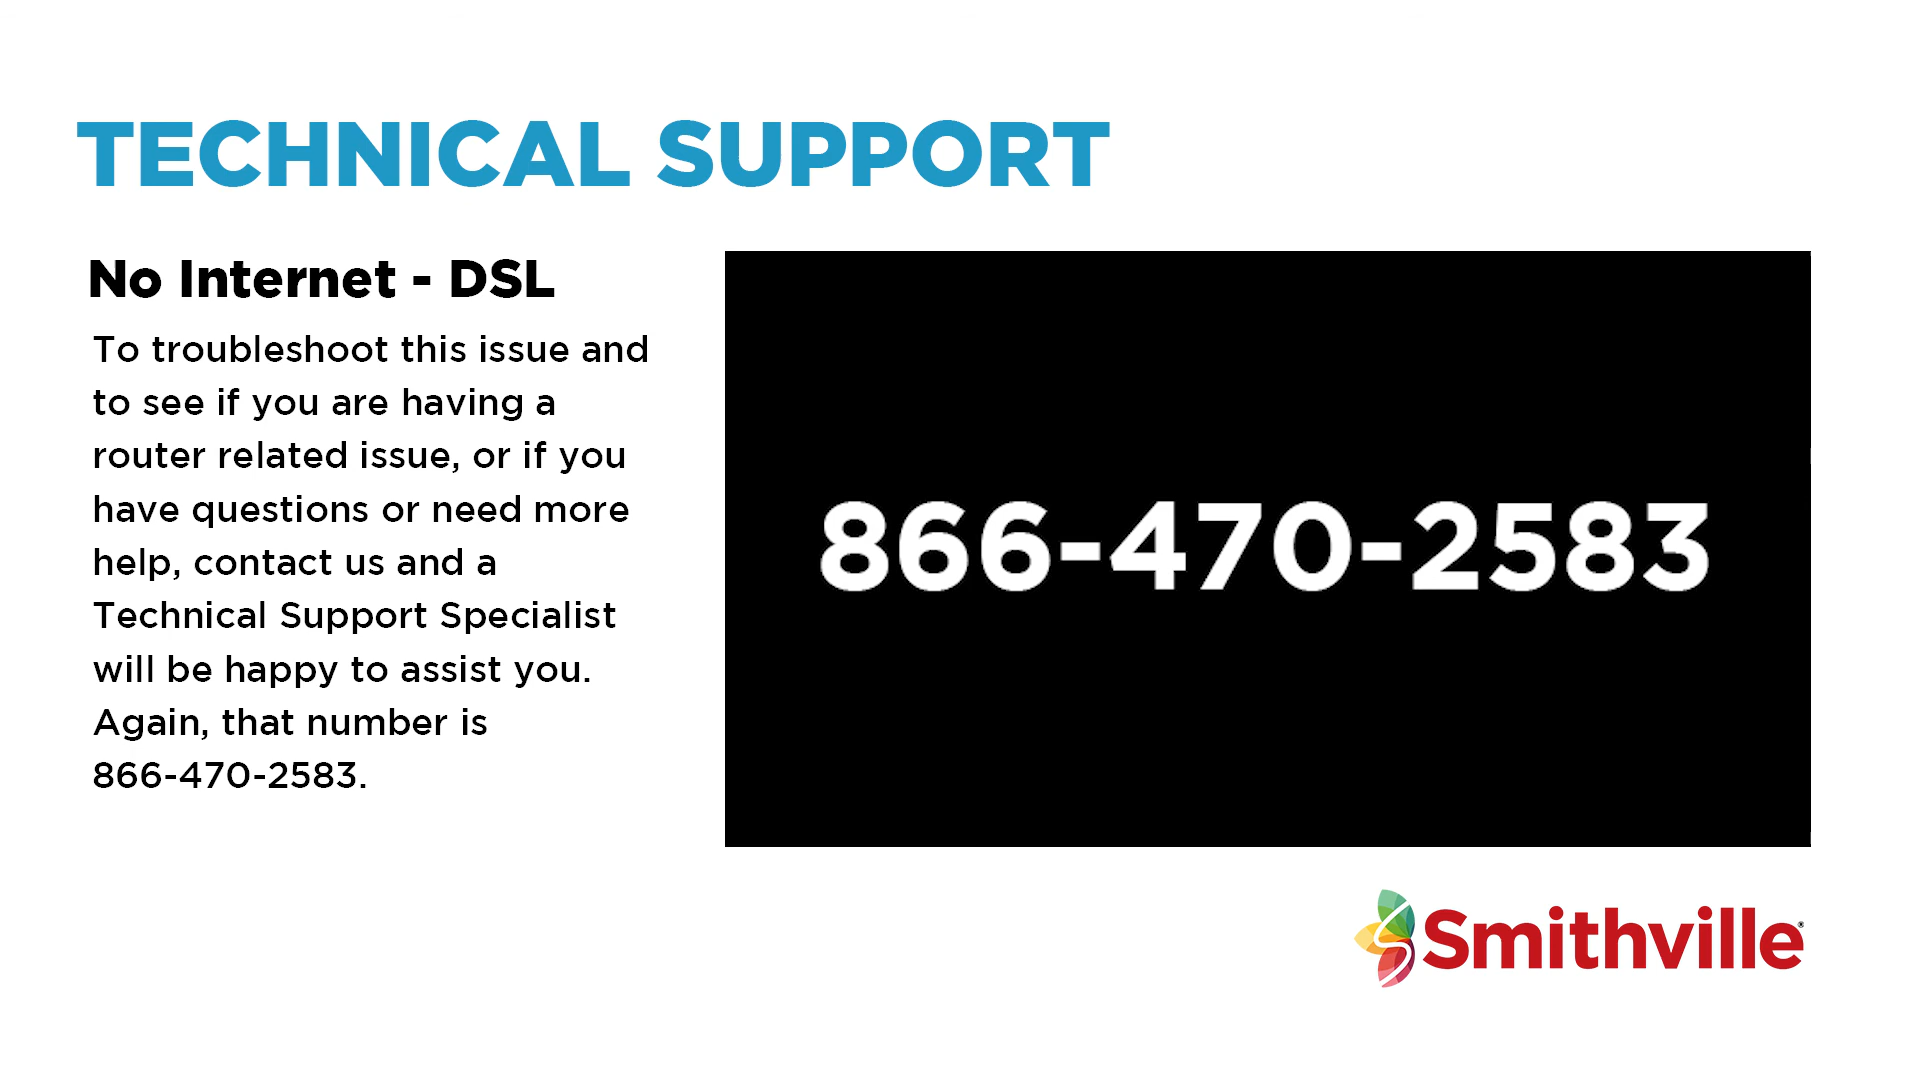 TECHNICAL SUPPORT
No Internet - DSL
To troubleshoot this issue and
to see if you are having a
router related issue, or if you
have questions or need more
help, contact us and a
Technical Support Specialist
will be happy to assist you.
Again, that number is
866-470-2583.
866-470-2583
Smithville®